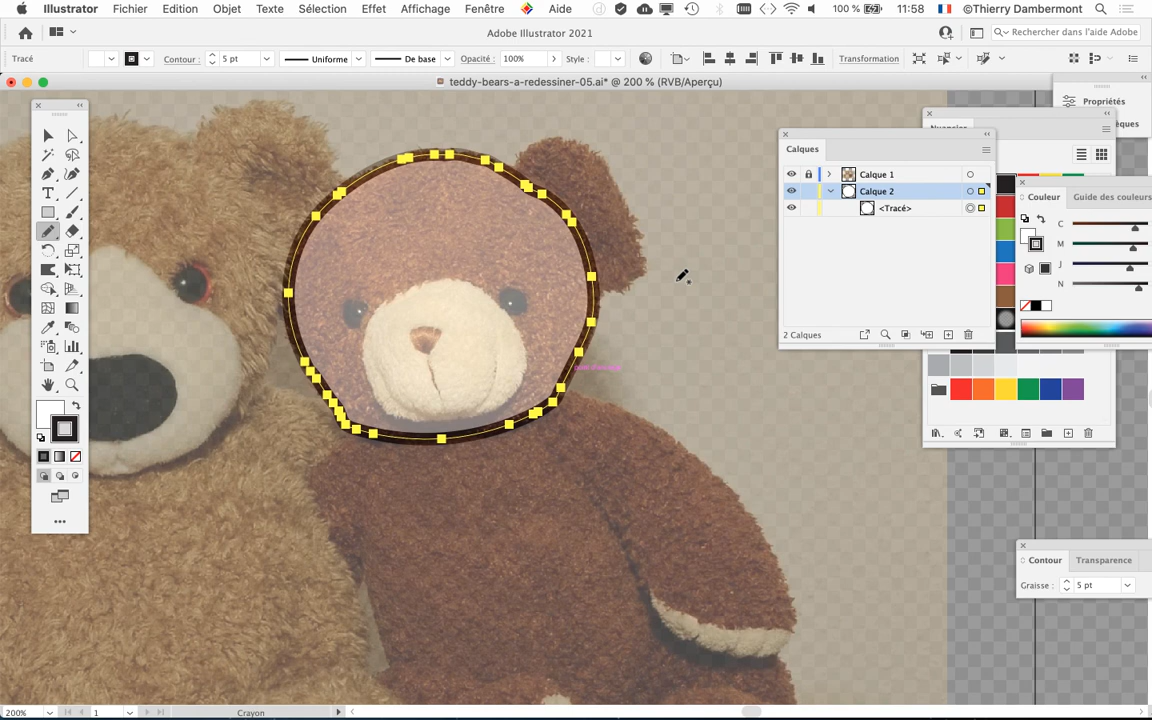 Illustrator Fichier Edition Objet Texte Sélection Effet Affichage Fenêtre Aide 100 % 11:58 ©Thierry Dambermont
Adobe Illustrator 2021
Rechercher dans l'aide Adobe
Tracé Contour : 5 pt Uniforme De base Opacité : 100% Style : Transformation
teddy-bears-a-redessiner-05.ai* @ 200 % (RVB/Aperçu)
Propriétés
Calques
Calque 1
Calque 2
<Tracé>
2 Calques
Couleur Guide des couleurs
C
M
J
N
Contour Transparence
Graisse : 5 pt
200% 1 Crayon